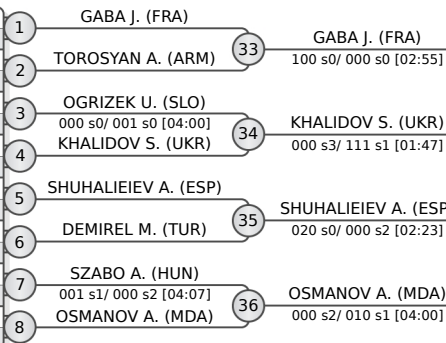 1
GABA J. (FRA)
2
TOROSYAN A. (ARM)
33
GABA J. (FRA)
100 s0/ 000 s0 [02:55]
3
OGRIZEK U. (SLO)
000 s0/ 001 s0 [04:00]
4
KHALIDOV S. (UKR)
34
KHALIDOV S. (UKR)
000 s3/ 111 s1 [01:47]
5
SHUHALIEIEV A. (ESP)
6
DEMIREL M. (TUR)
35
SHUHALIEIEV A. (ESP
020 s0/ 000 s2 [02:23]
7
SZABO A. (HUN)
001 s1/ 000 s2 [04:07]
8
OSMANOV A. (MDA)
36
OSMANOV A. (MDA)
000 s2/ 010 s1 [04:00]